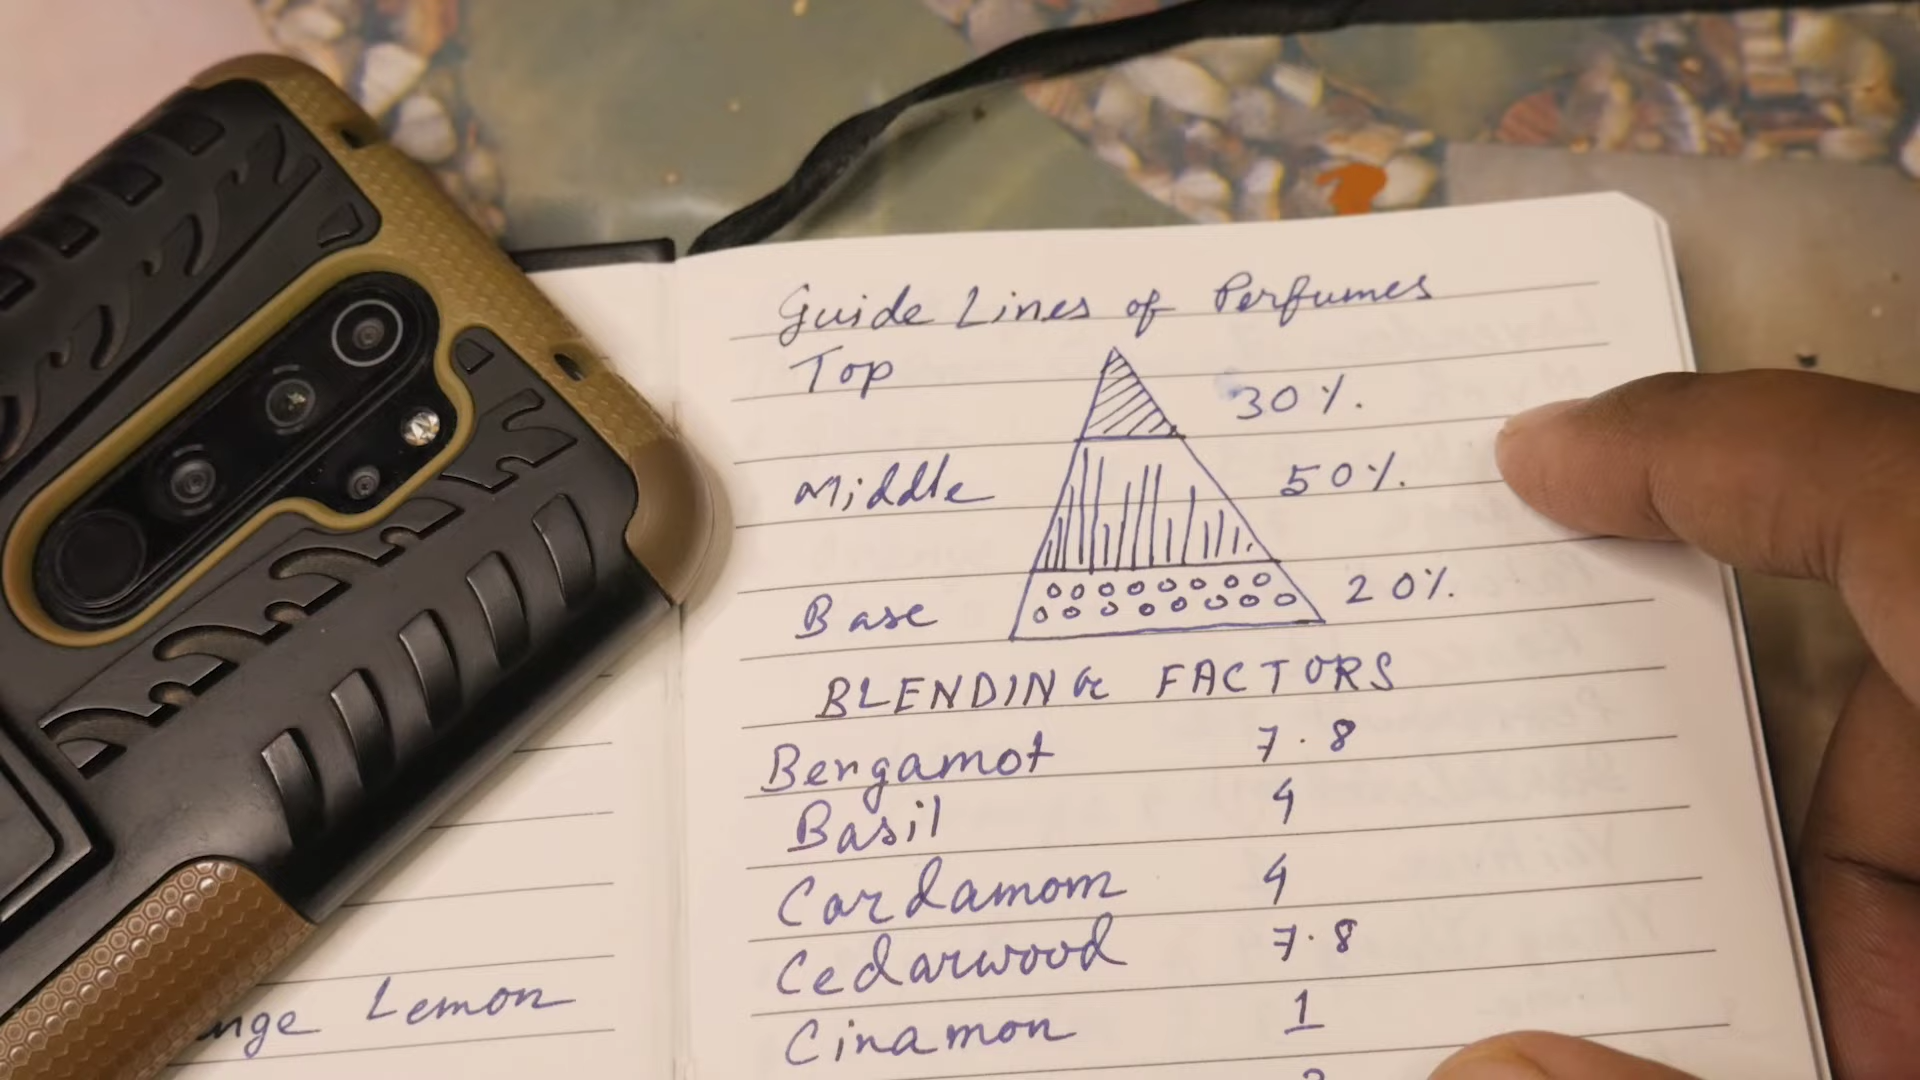 Guide Lines of Perfumes
Top 30%.
Middle 50%.
Base 20%.
BLENDING FACTORS
Bergamot 7.8
Basil 4
Cardamom 4
Cedarwood 7.8
Cinamon 1
nge Lemon